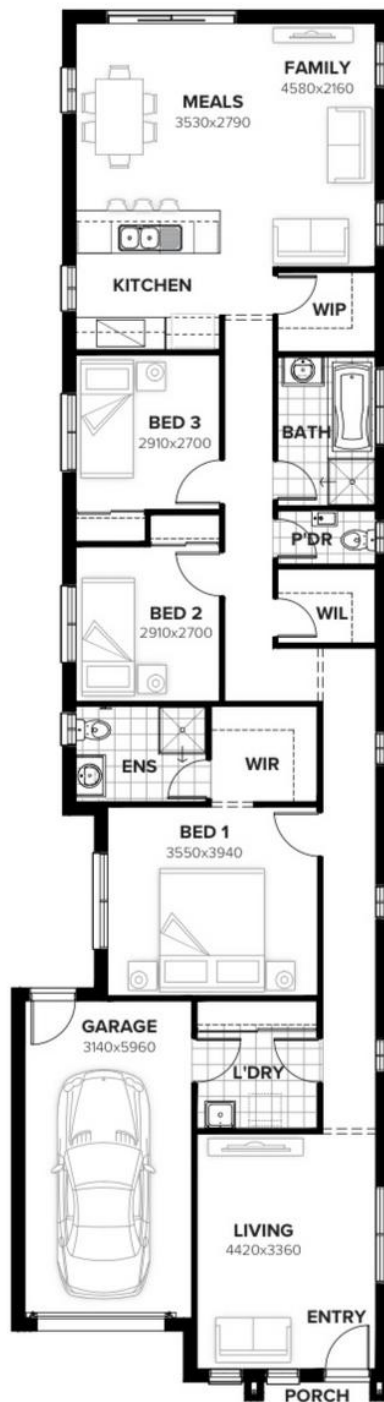 FAMILY
4580x2160
MEALS
3530x2790
KITCHEN
WIP
BED 3
2910x2700
BATH
P'DR
BED 2
2910x2700
WIL
ENS
WIR
BED 1
3550x3940
GARAGE
3140x5960
L'DRY
LIVING
4420x3360
ENTRY
PORCH